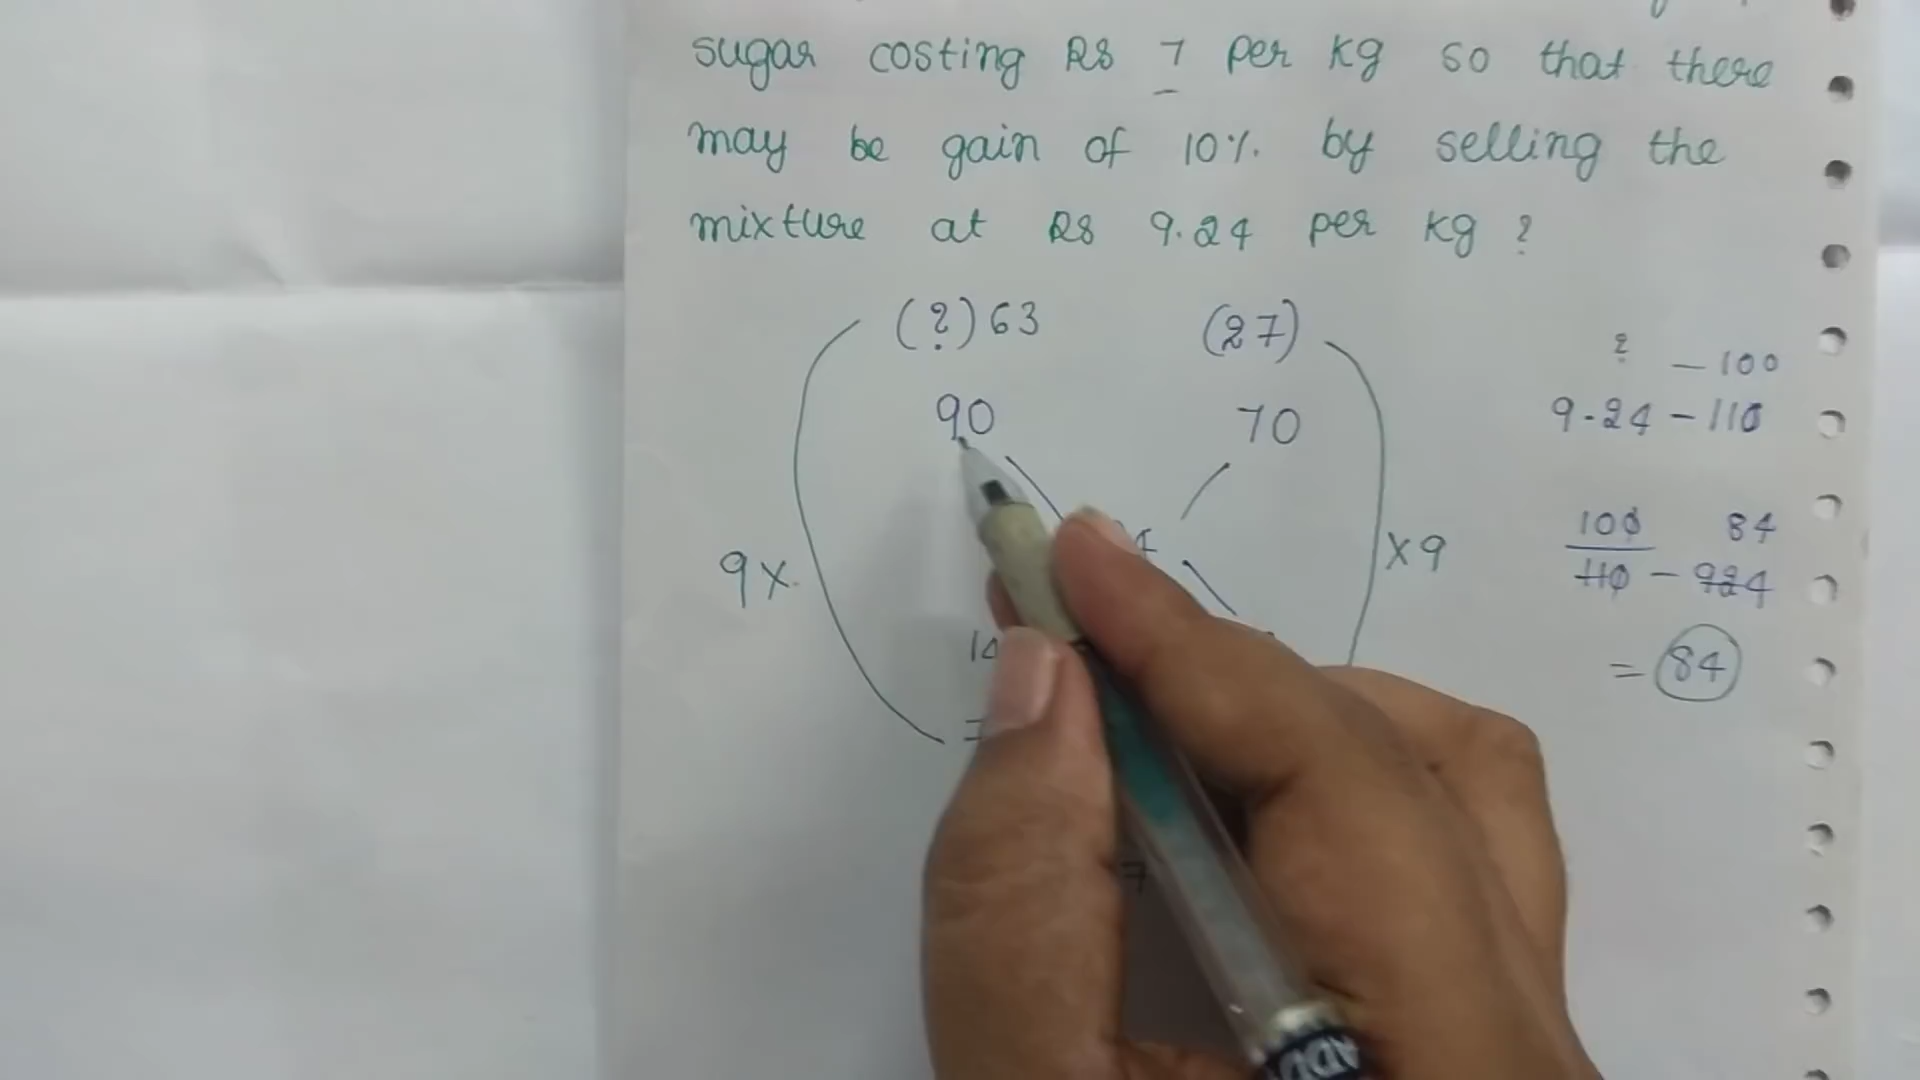 sugar costing Rs 7 per kg so that there
may be gain of 10% by selling the
mixture at Rs 9.24 per kg ?
(?) 63 (27)
90 70
9x x9
14
=
7
? - 100
9.24 - 110
100 84
110 - 924
= 84